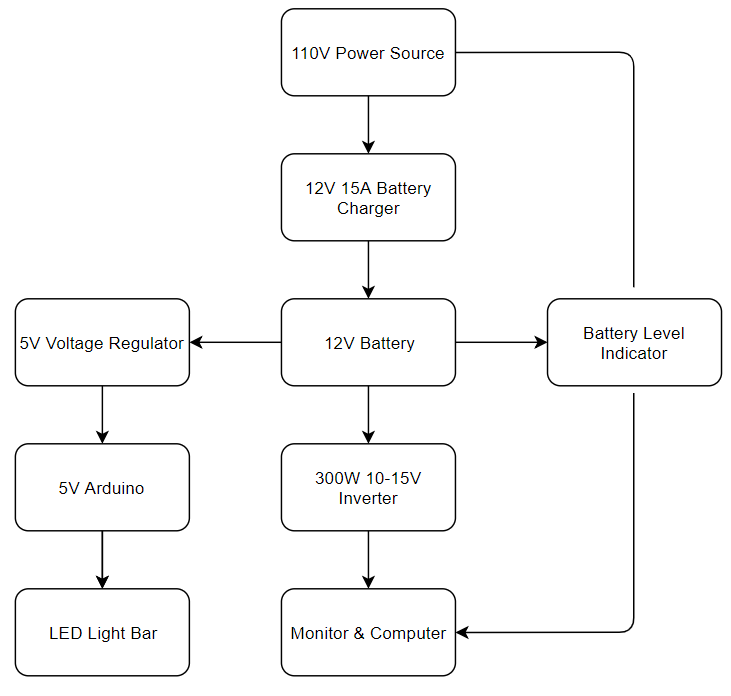 110V Power Source
12V 15A Battery
Charger
5V Voltage Regulator
12V Battery
Battery Level
Indicator
5V Arduino
300W 10-15V
Inverter
LED Light Bar
Monitor & Computer